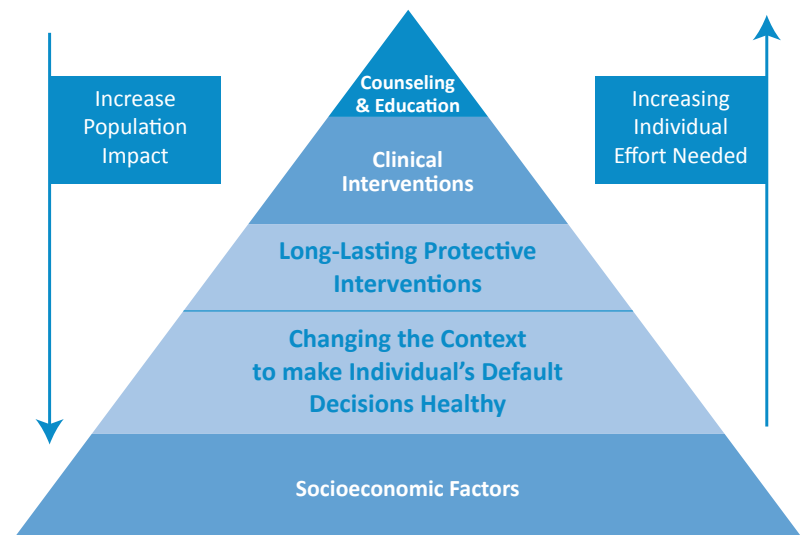 Counseling
& Education
Increase
Population
Impact
Increasing
Individual
Effort Needed
Clinical
Interventions
Long-Lasting Protective
Interventions
Changing the Context
to make Individual's Default
Decisions Healthy
Socioeconomic Factors